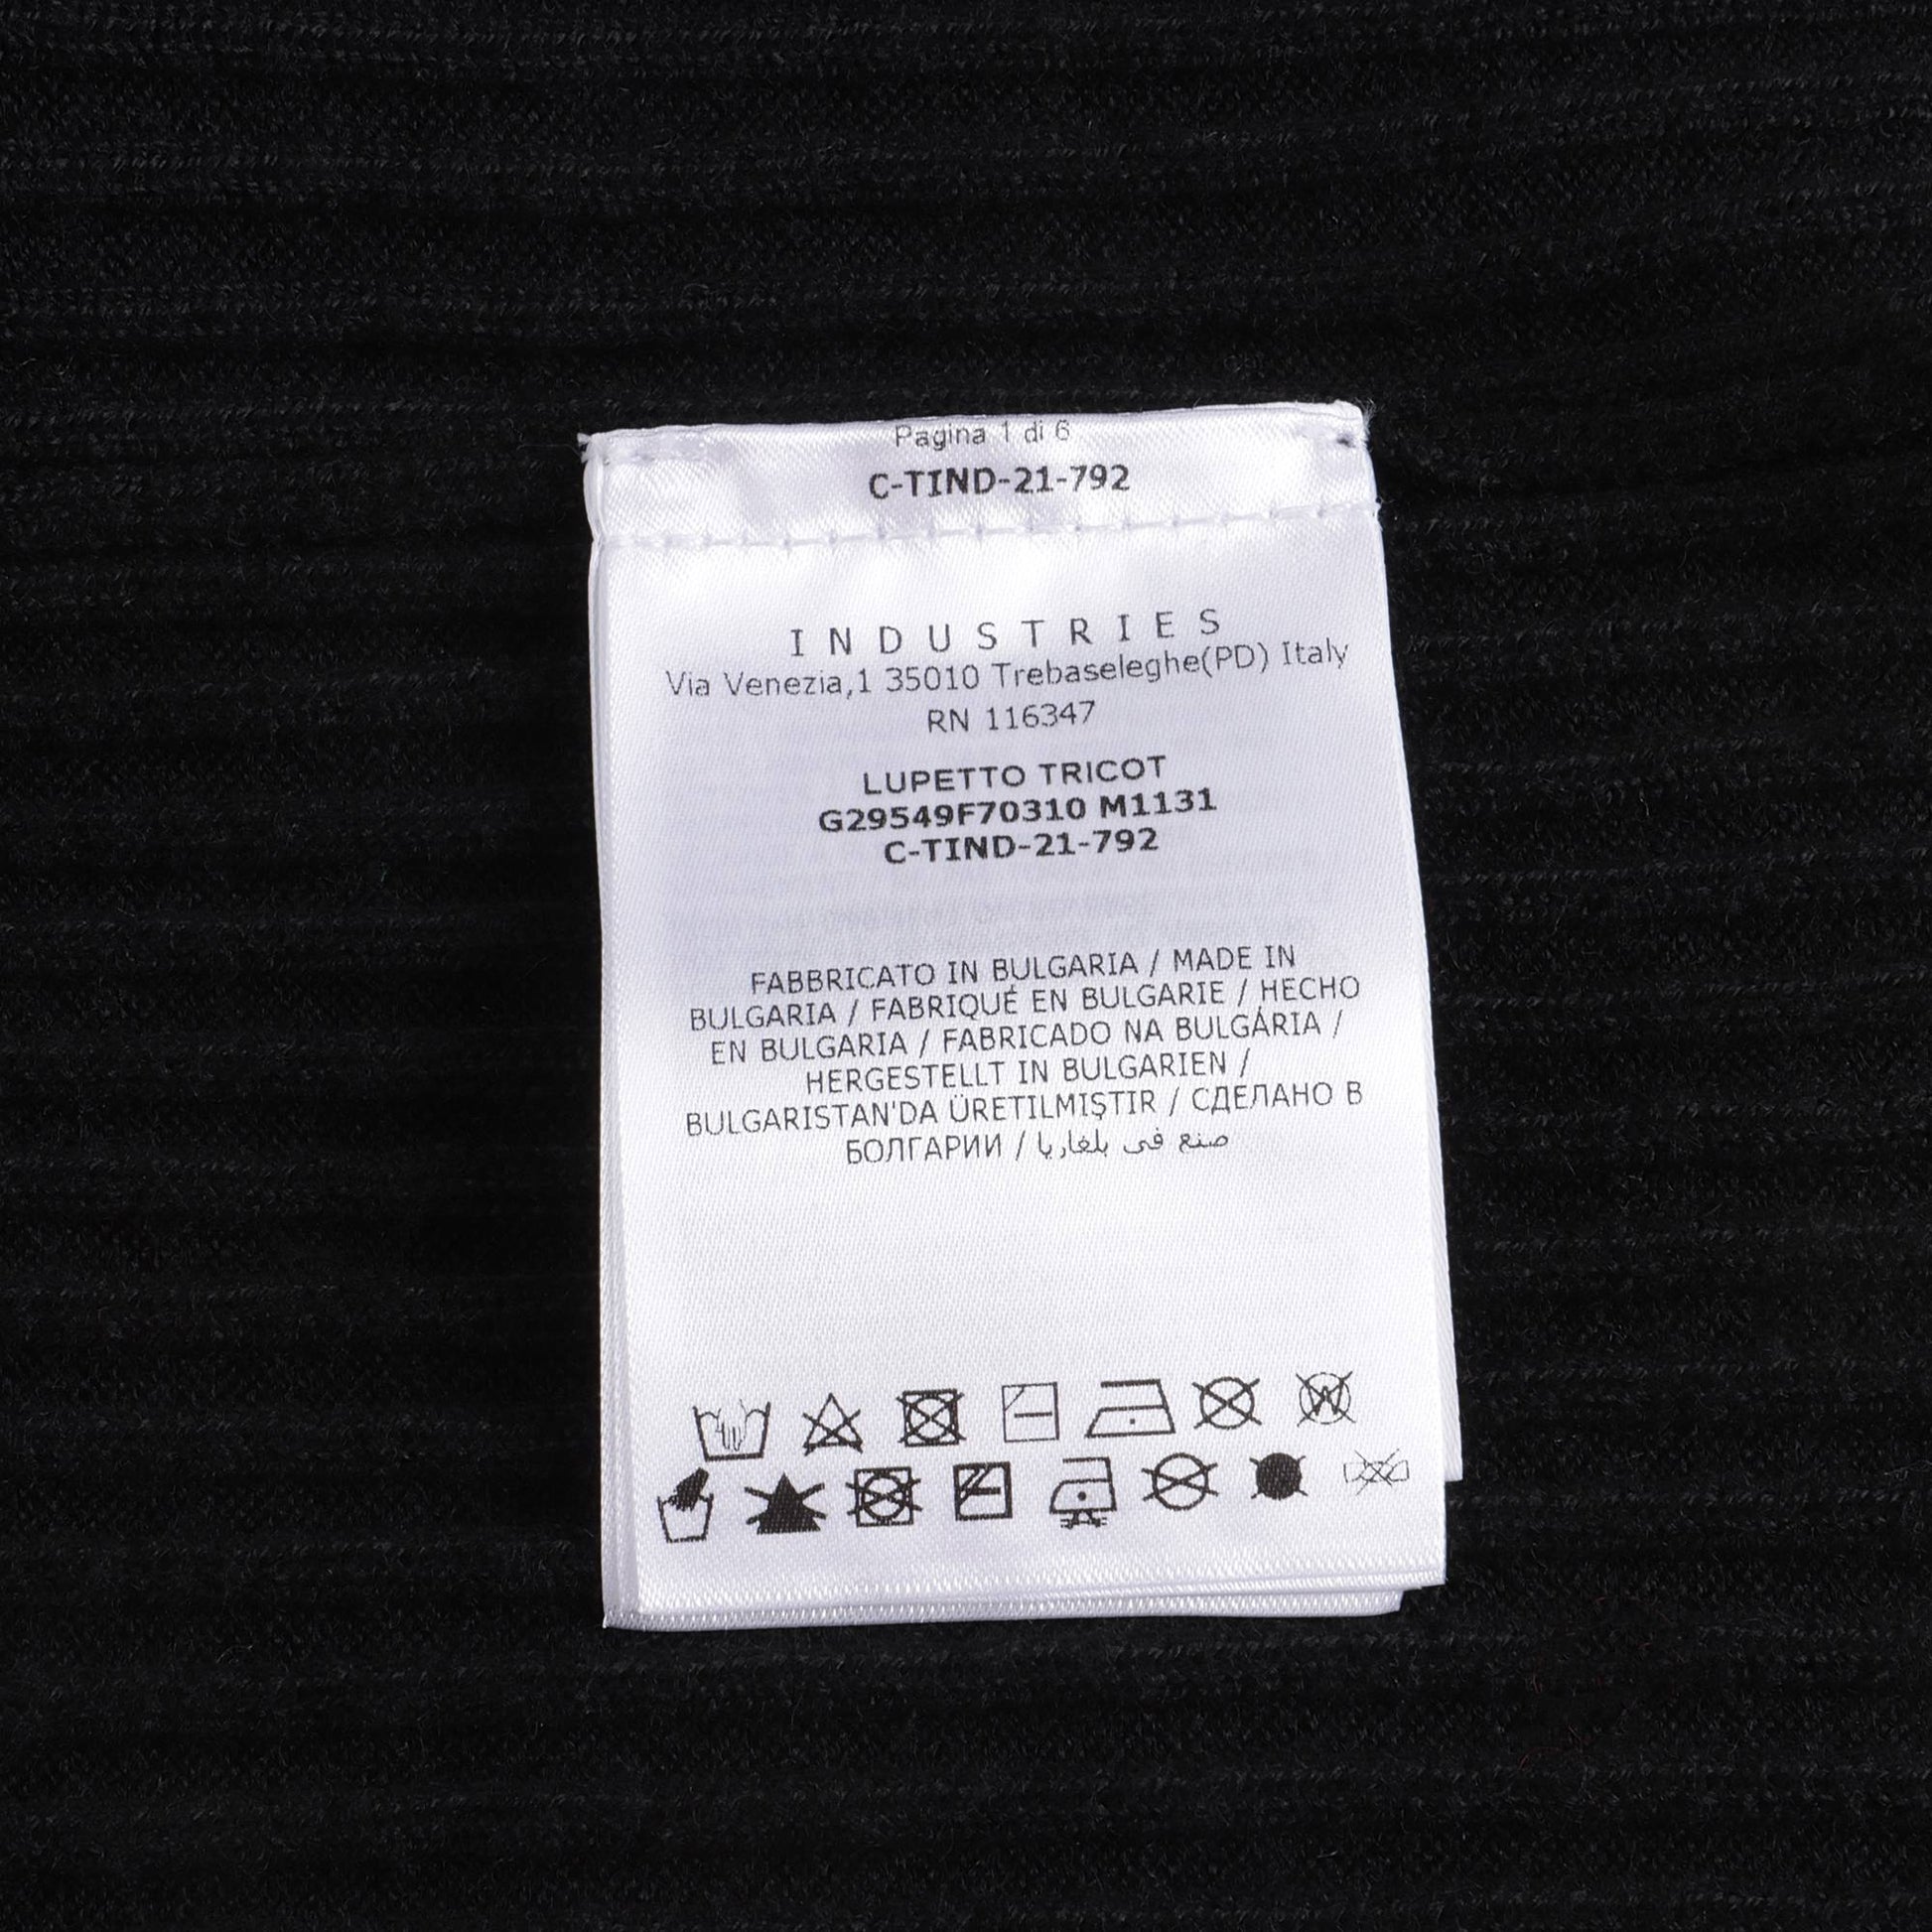 Pagina 1 di 6
C-TIND-21-792
INDUSTRIES
Via Venezia,1 35010 Trebaseleghe(PD) Italy
RN 116347
LUPETTO TRICOT
G29549F70310 M1131
C-TIND-21-792
FABBRICATO IN BULGARIA / MADE IN
BULGARIA / FABRIQUÉ EN BULGARIE / HECHO
EN BULGARIA / FABRICADO NA BULGÁRIA /
HERGESTELLT IN BULGARIEN /
BULGARISTAN'DA ÜRETILMIŞTIR / СДЕЛАНО В
БОЛГАРИИ / صنع في بلغاريا
W